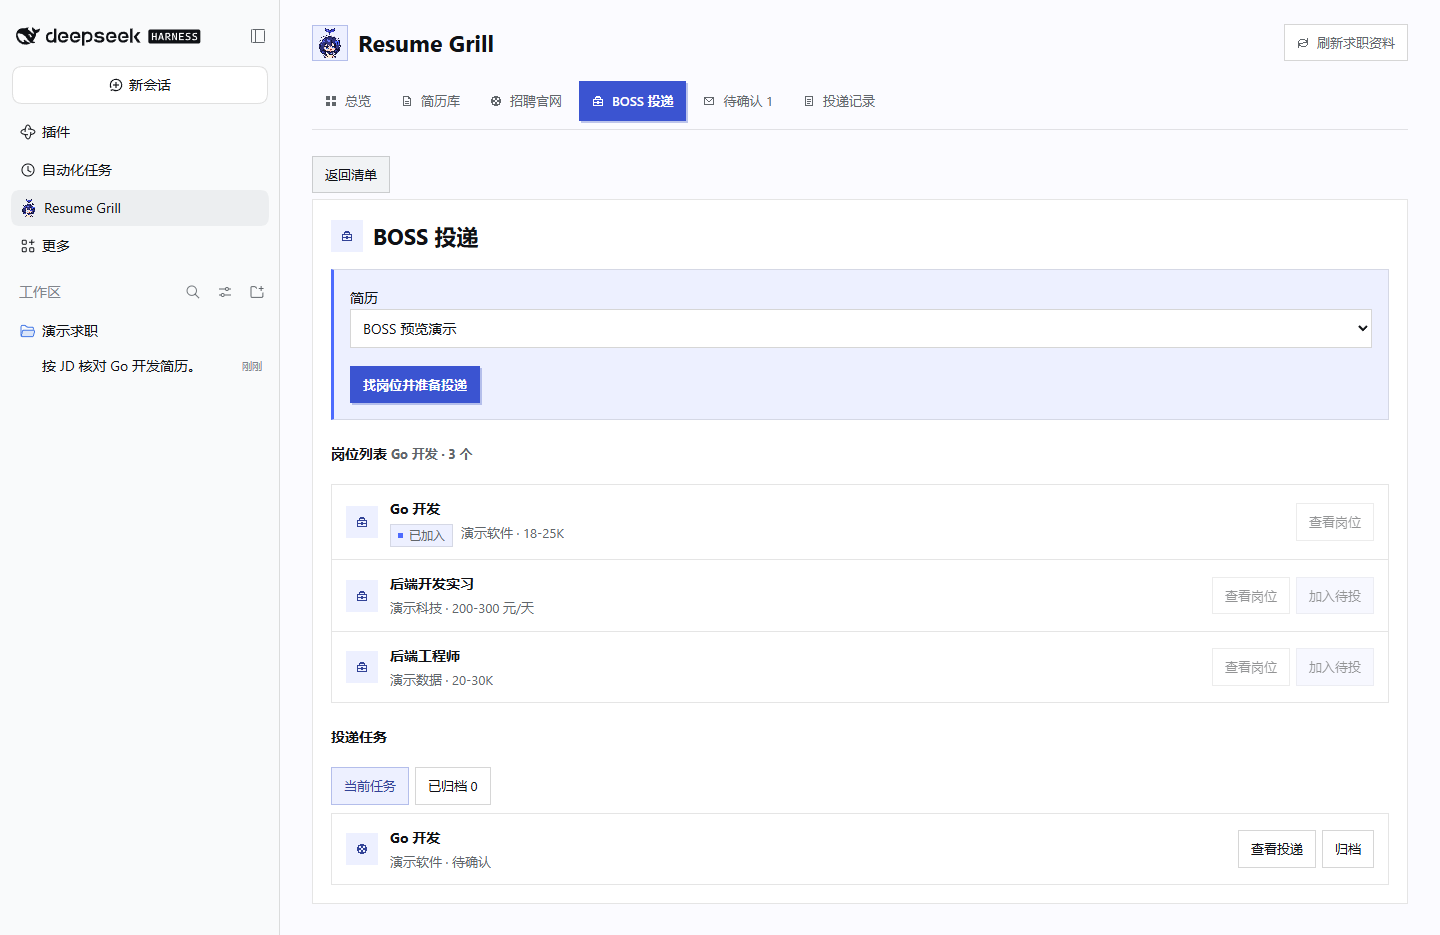 deepseek HARNESS
新会话
插件
自动化任务
Resume Grill
更多
工作区
演示求职
按 JD 核对 Go 开发简历。 刚刚
Resume Grill
刷新求职资料
总览 简历库 招聘官网 BOSS 投递 待确认 1 投递记录
返回清单
BOSS 投递
简历
BOSS 预览演示
找岗位并准备投递
岗位列表 Go 开发 · 3 个
Go 开发
已加入 演示软件 · 18-25K
查看岗位
后端开发实习
演示科技 · 200-300 元/天
查看岗位 加入待投
后端工程师
演示数据 · 20-30K
查看岗位 加入待投
投递任务
当前任务 已归档 0
Go 开发
演示软件 · 待确认
查看投递 归档